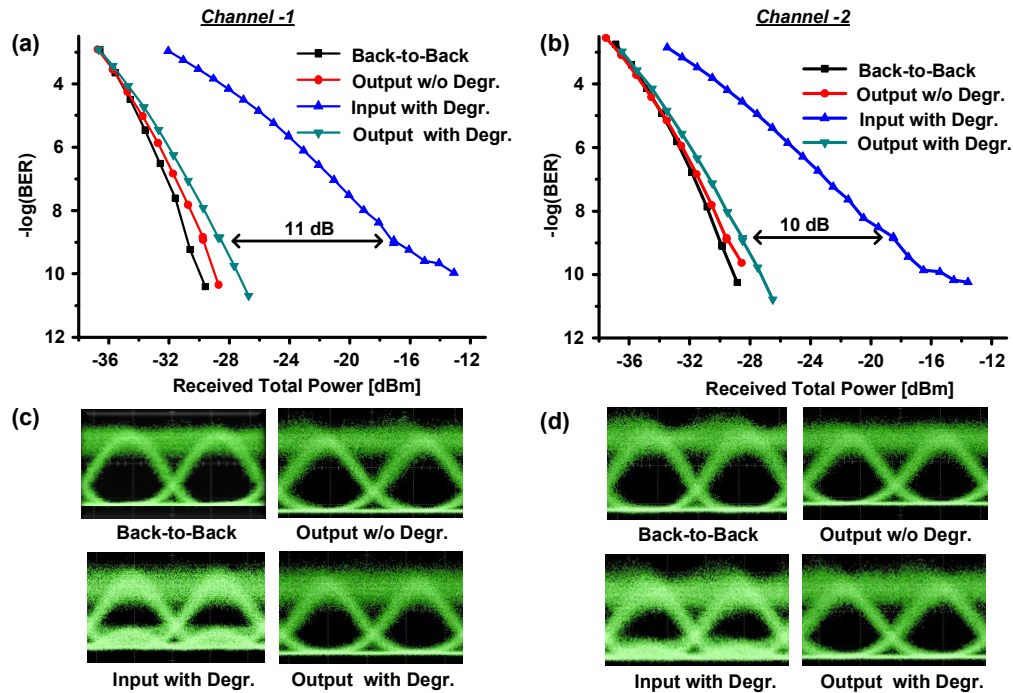 Channel -1
Channel -2
(a)
Back-to-Back
Output w/o Degr.
Input with Degr.
Output with Degr.
-log(BER)
4
6
8
10
12
11 dB
-36 -32 -28 -24 -20 -16 -12
Received Total Power [dBm]
(b)
Back-to-Back
Output w/o Degr.
Input with Degr.
Output with Degr.
-log(BER)
4
6
8
10
12
10 dB
-36 -32 -28 -24 -20 -16 -12
Received Total Power [dBm]
(c)
Back-to-Back
Output w/o Degr.
Input with Degr.
Output with Degr.
(d)
Back-to-Back
Output w/o Degr.
Input with Degr.
Output with Degr.